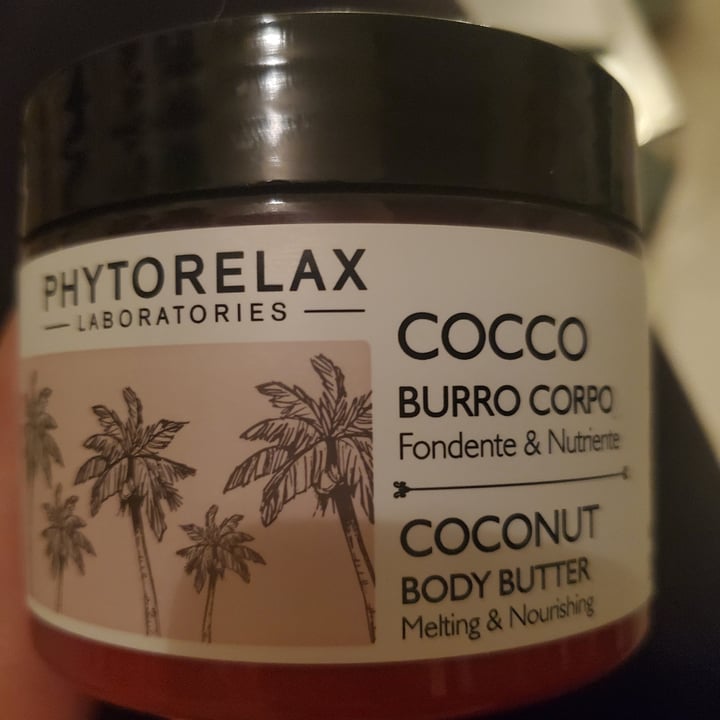 PHYTORELAX
LABORATORIES
COCCO
BURRO CORPO
Fondente & Nutriente
COCONUT
BODY BUTTER
Melting & Nourishing